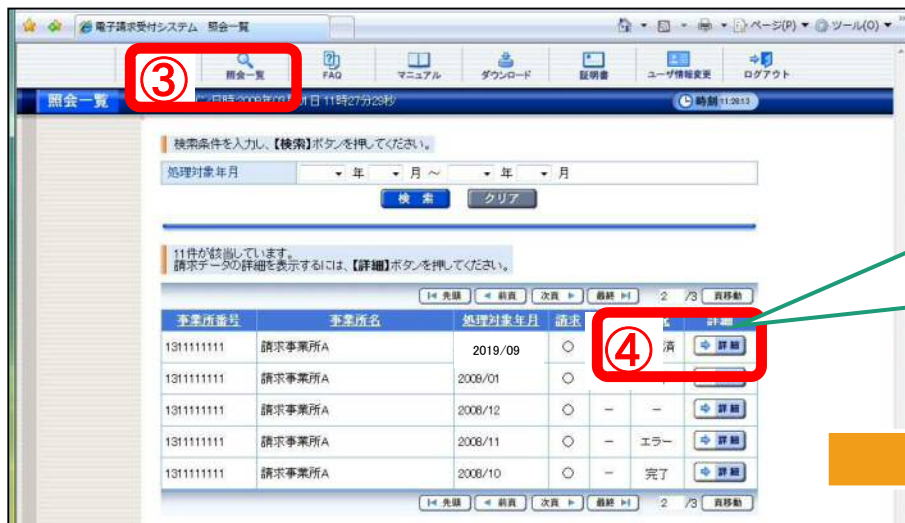 電子請求受付システム 照会一覧
ページ(P) ツール(O)
③
照会一覧 FAQ マニュアル ダウンロード 証明書 ユーザ情報変更 ログアウト
照会一覧 11時27分29秒 時刻 11:28:13
検索条件を入力し、【検索】ボタンを押してください。
処理対象年月 年 月 ～ 年 月
検 索 クリア
11件が該当しています。
請求データの詳細を表示するには、【詳細】ボタンを押してください。
先頭 前頁 次頁 最終 2 /3 頁移動
事業所番号 事業所名 処理対象年月 請求 詳細
④
1311111111 請求事業所A 2019/09 ○ 済 詳細
1311111111 請求事業所A 2009/01 ○
1311111111 請求事業所A 2008/12 ○ － － 詳細
1311111111 請求事業所A 2008/11 ○ － エラー 詳細
1311111111 請求事業所A 2008/10 ○ － 完了 詳細
先頭 前頁 次頁 最終 2 /3 頁移動